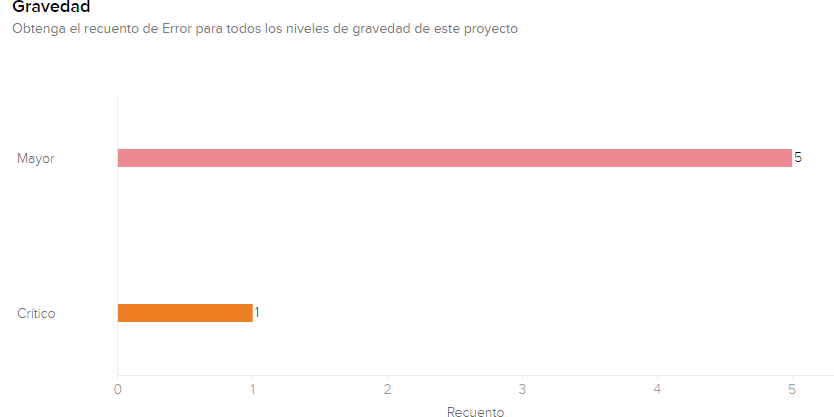 Gravedad
Obtenga el recuento de Error para todos los niveles de gravedad de este proyecto
Mayor 5
Crítico 1
0 1 2 3 4 5
Recuento